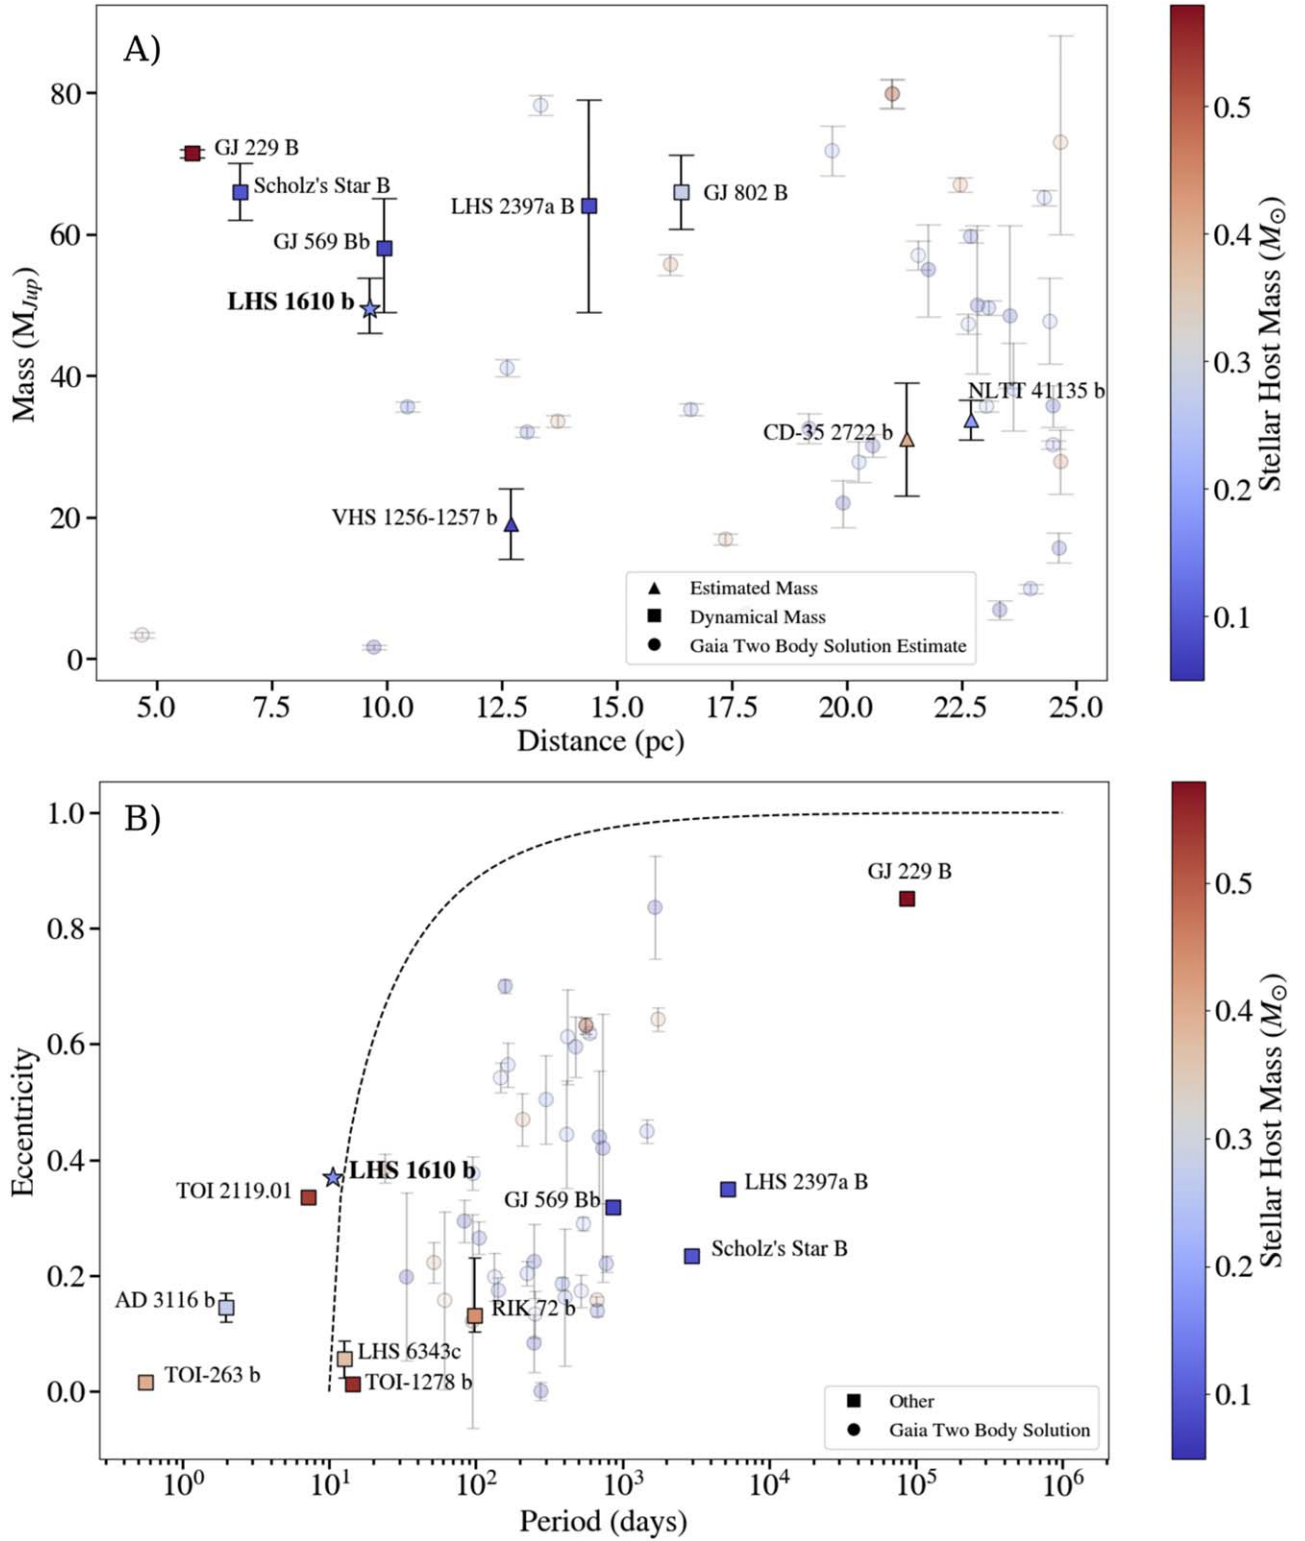 A)
80
60
40
20
0
Mass (M_Jup)
GJ 229 B
Scholz's Star B
GJ 569 Bb
LHS 1610 b
LHS 2397a B
GJ 802 B
NLTT 41135 b
CD-35 2722 b
VHS 1256-1257 b
Estimated Mass
Dynamical Mass
Gaia Two Body Solution Estimate
5.0 7.5 10.0 12.5 15.0 17.5 20.0 22.5 25.0
Distance (pc)
0.5
0.4
0.3
0.2
0.1
Stellar Host Mass (M⊙)
B)
1.0
0.8
0.6
0.4
0.2
0.0
Eccentricity
GJ 229 B
LHS 1610 b
TOI 2119.01
LHS 2397a B
GJ 569 Bb
Scholz's Star B
AD 3116 b
RIK 72 b
LHS 6343c
TOI-263 b
TOI-1278 b
Other
Gaia Two Body Solution
10⁰ 10¹ 10² 10³ 10⁴ 10⁵ 10⁶
Period (days)
0.5
0.4
0.3
0.2
0.1
Stellar Host Mass (M⊙)